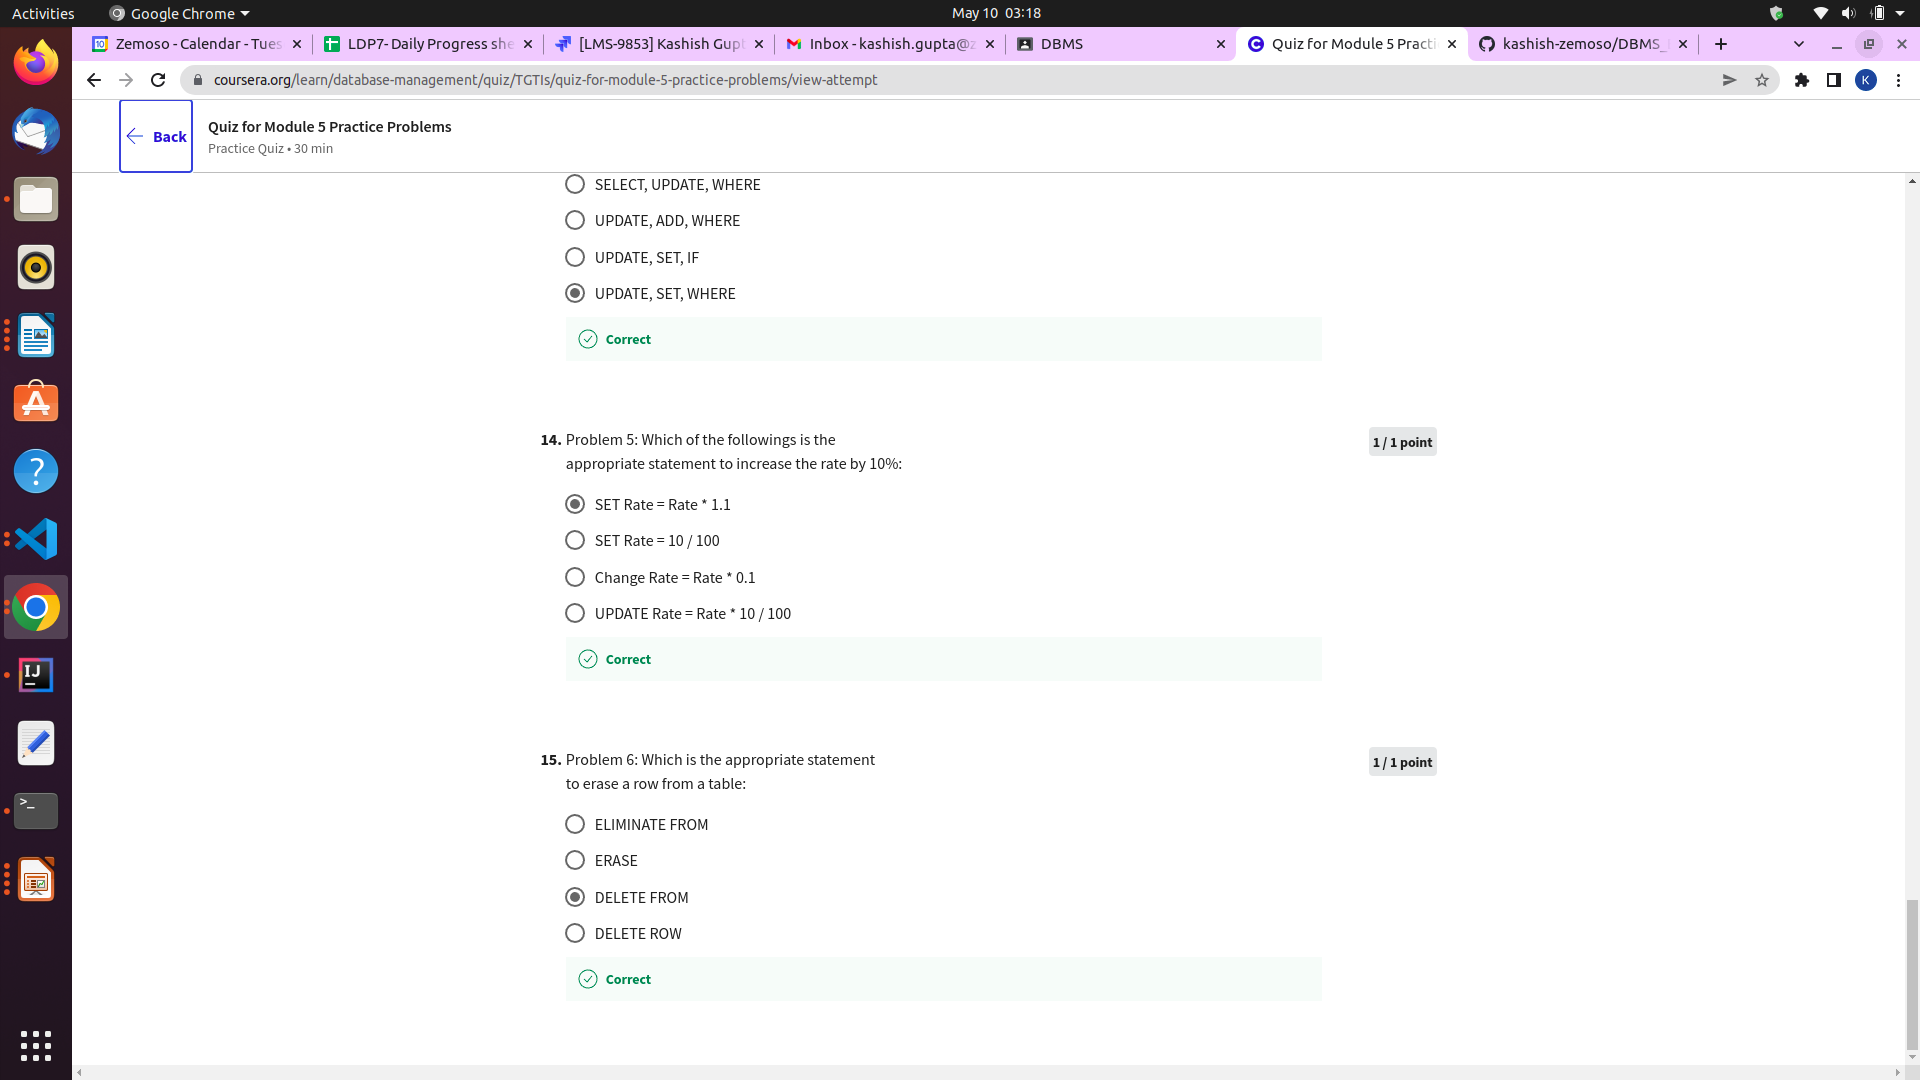 Activities
Google Chrome
May 10 03:18
Zemoso - Calendar - Tues
LDP7- Daily Progress she
[LMS-9853] Kashish Gupt
Inbox - kashish.gupta@z
DBMS
Quiz for Module 5 Practi
kashish-zemoso/DBMS_
coursera.org/learn/database-management/quiz/TGTIs/quiz-for-module-5-practice-problems/view-attempt
K
Back
Quiz for Module 5 Practice Problems
Practice Quiz • 30 min
SELECT, UPDATE, WHERE
UPDATE, ADD, WHERE
UPDATE, SET, IF
UPDATE, SET, WHERE
Correct
14. Problem 5: Which of the followings is the
appropriate statement to increase the rate by 10%:
1 / 1 point
SET Rate = Rate * 1.1
SET Rate = 10 / 100
Change Rate = Rate * 0.1
UPDATE Rate = Rate * 10 / 100
Correct
15. Problem 6: Which is the appropriate statement
to erase a row from a table:
1 / 1 point
ELIMINATE FROM
ERASE
DELETE FROM
DELETE ROW
Correct